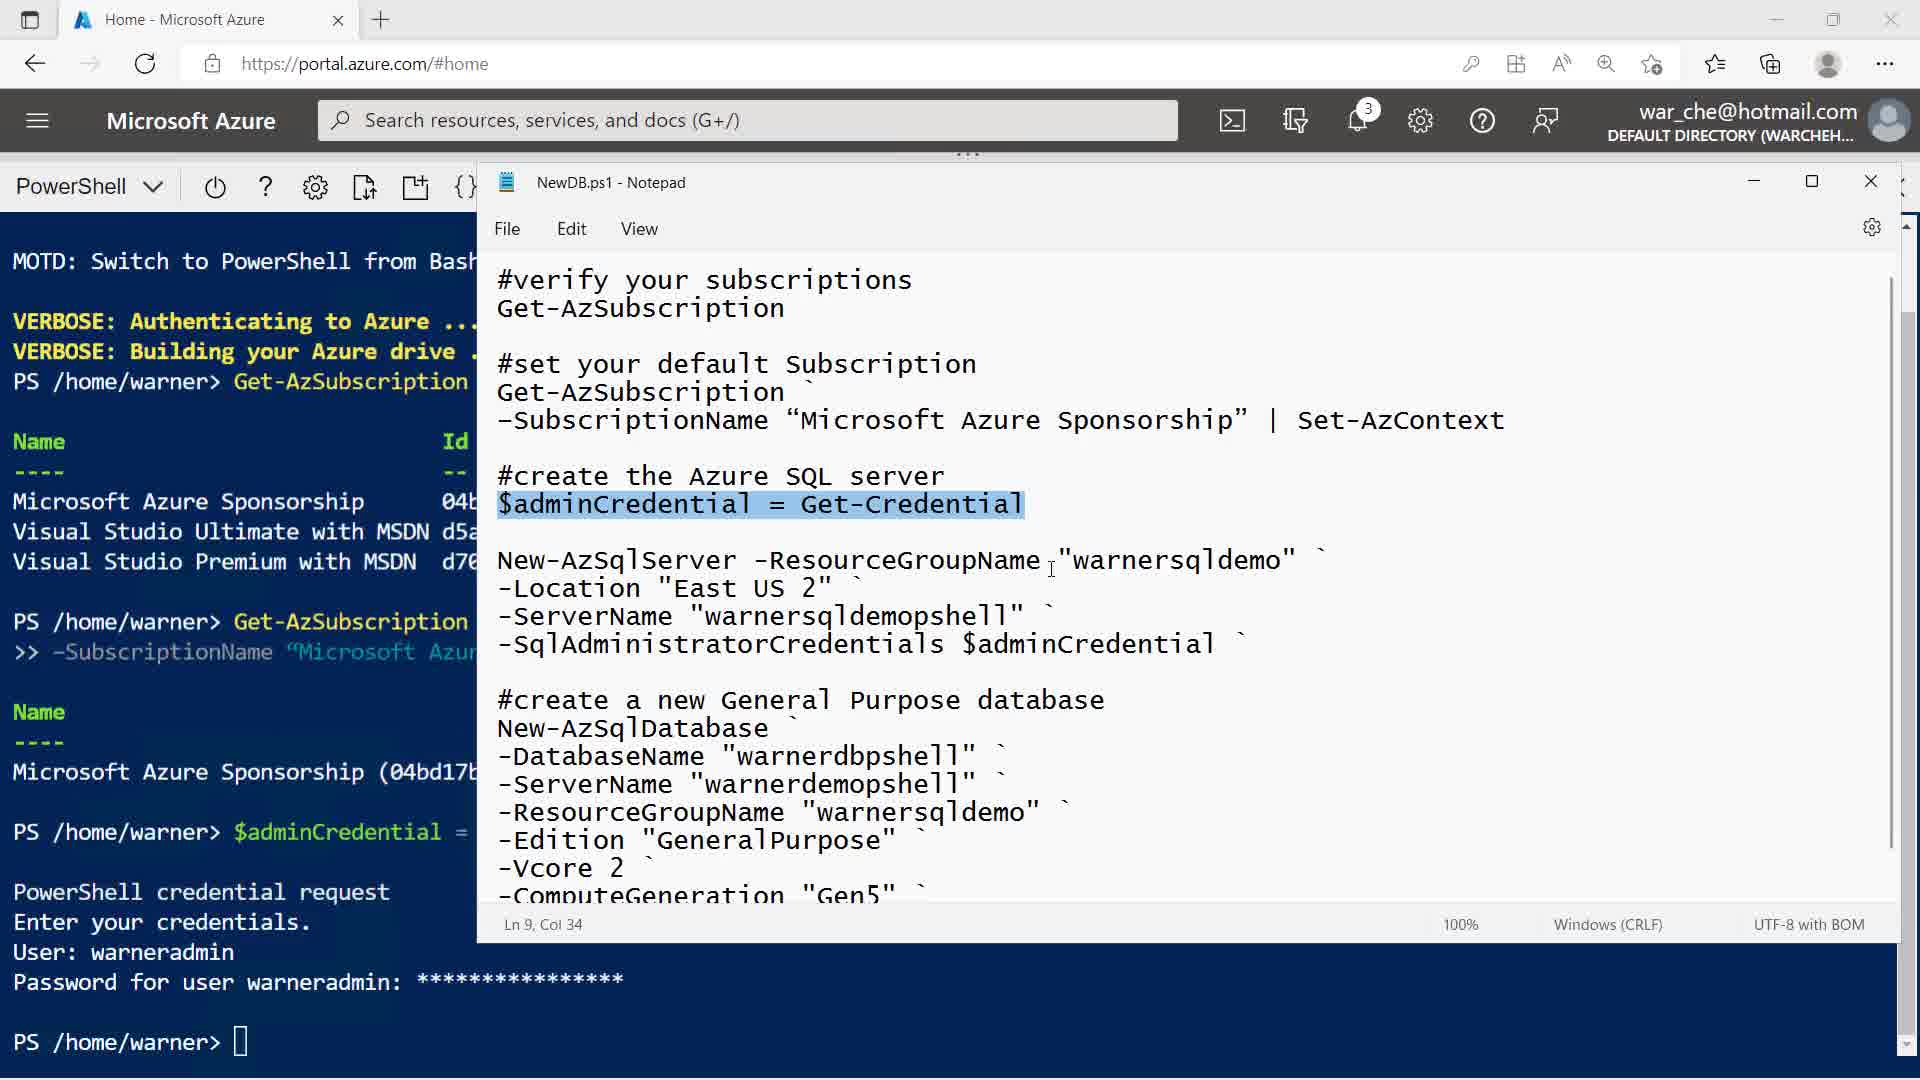 Home - Microsoft Azure
https://portal.azure.com/#home
Microsoft Azure
Search resources, services, and docs (G+/)
3
war_che@hotmail.com
DEFAULT DIRECTORY (WARCHEH...
PowerShell
MOTD: Switch to PowerShell from Bash
VERBOSE: Authenticating to Azure ...
VERBOSE: Building your Azure drive .
PS /home/warner> Get-AzSubscription
Name Id
---- --
Microsoft Azure Sponsorship 04b
Visual Studio Ultimate with MSDN d5a
Visual Studio Premium with MSDN d70
PS /home/warner> Get-AzSubscription
>> -SubscriptionName “Microsoft Azur
Name
----
Microsoft Azure Sponsorship (04bd17b
PS /home/warner> $adminCredential =
PowerShell credential request
Enter your credentials.
User: warneradmin
Password for user warneradmin: ****************
PS /home/warner>
NewDB.ps1 - Notepad
File Edit View
#verify your subscriptions
Get-AzSubscription
#set your default Subscription
Get-AzSubscription `
-SubscriptionName “Microsoft Azure Sponsorship” | Set-AzContext
#create the Azure SQL server
$adminCredential = Get-Credential
New-AzSqlServer -ResourceGroupName "warnersqldemo" `
-Location "East US 2" `
-ServerName "warnersqldemopshell" `
-SqlAdministratorCredentials $adminCredential `
#create a new General Purpose database
New-AzSqlDatabase `
-DatabaseName "warnerdbpshell" `
-ServerName "warnerdemopshell" `
-ResourceGroupName "warnersqldemo" `
-Edition "GeneralPurpose" `
-Vcore 2 `
-ComputeGeneration "Gen5" `
Ln 9, Col 34
100%
Windows (CRLF)
UTF-8 with BOM